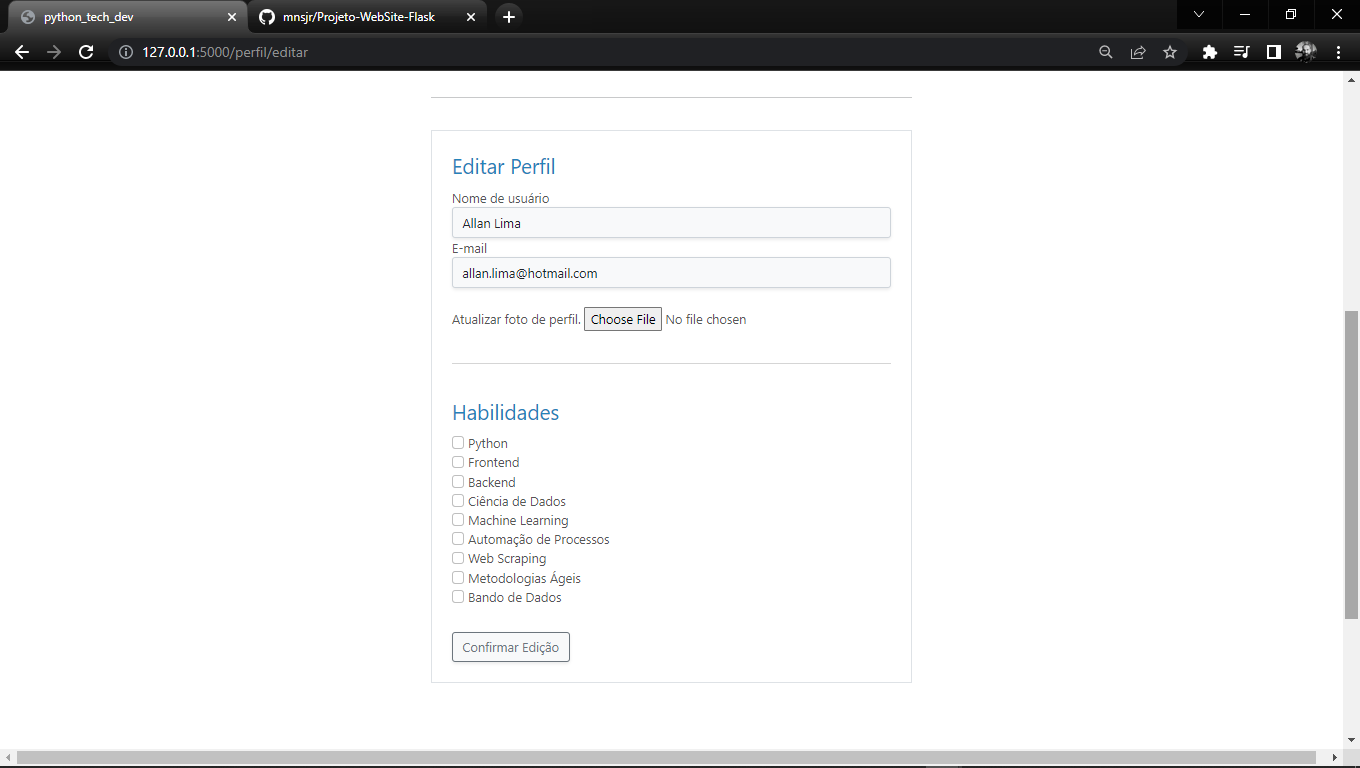 python_tech_dev
mnsjr/Projeto-WebSite-Flask
127.0.0.1:5000/perfil/editar
Editar Perfil
Nome de usuário
Allan Lima
E-mail
allan.lima@hotmail.com
Atualizar foto de perfil. Choose File No file chosen
Habilidades
Python
Frontend
Backend
Ciência de Dados
Machine Learning
Automação de Processos
Web Scraping
Metodologias Ágeis
Bando de Dados
Confirmar Edição